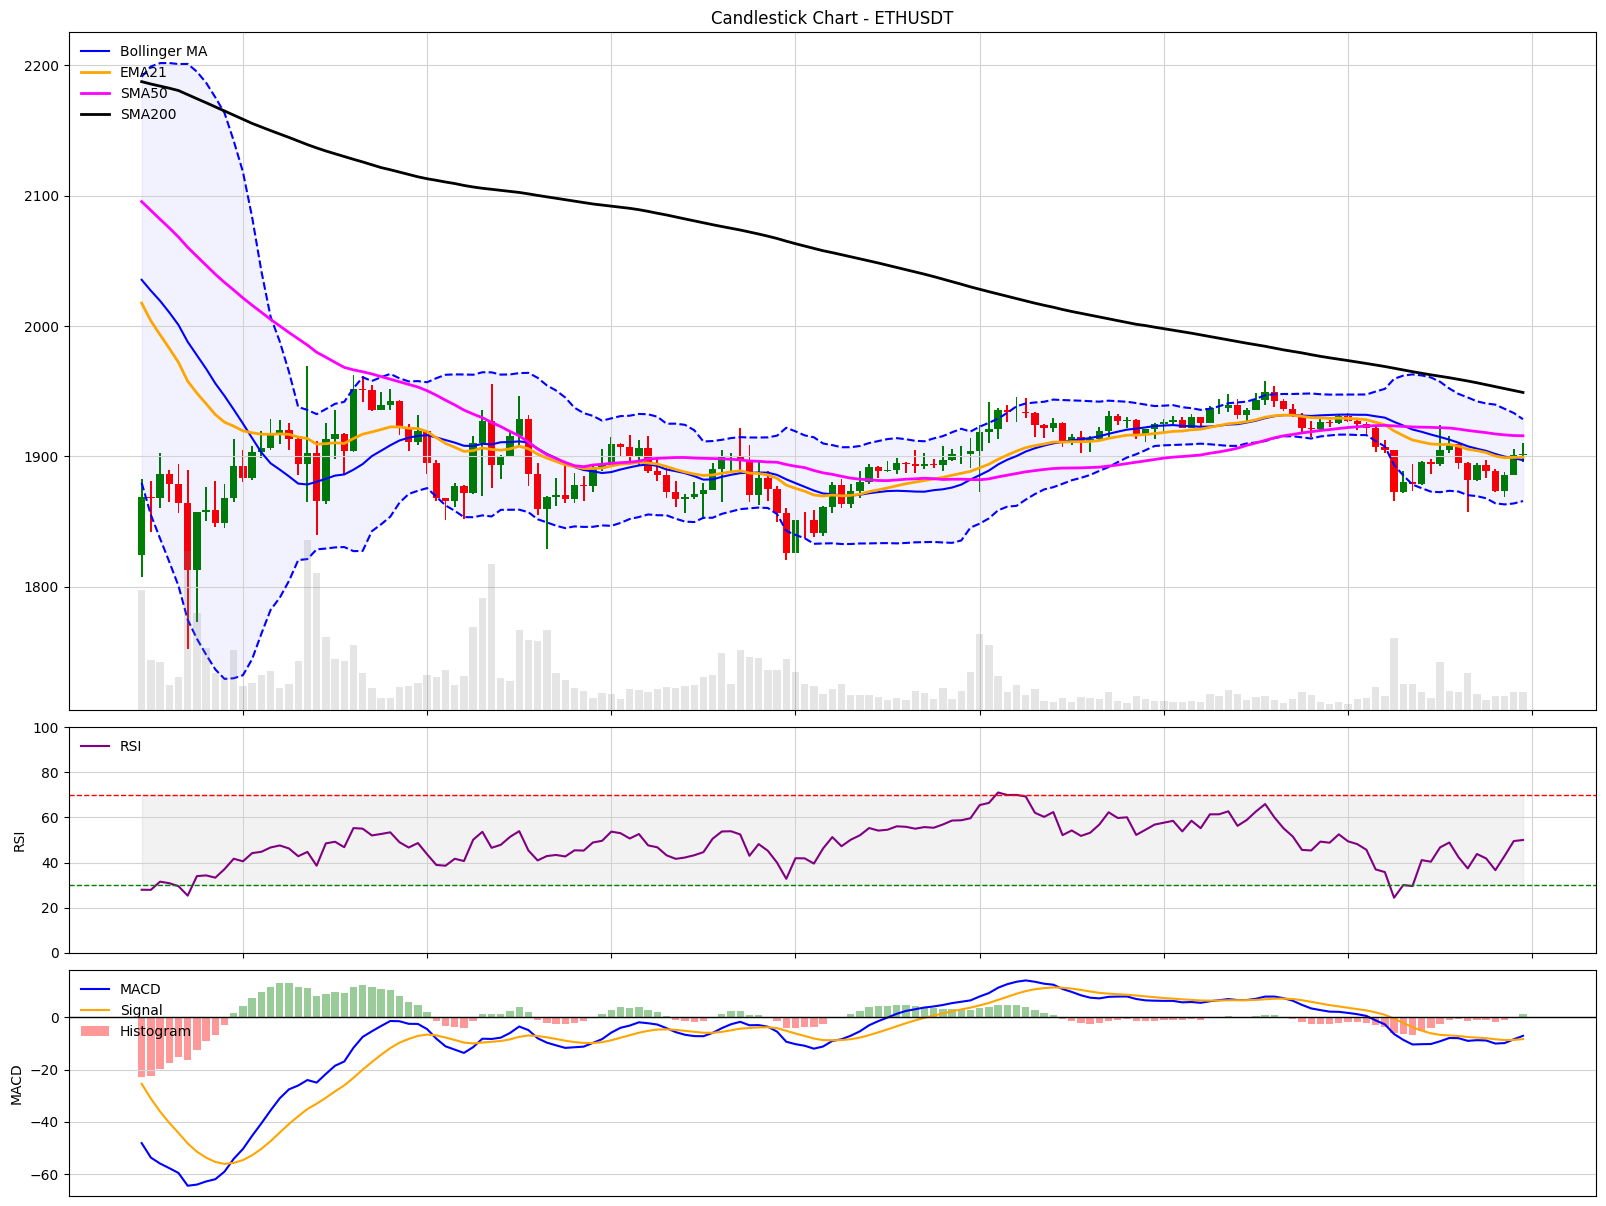 Candlestick Chart - ETHUSDT
Bollinger MA
EMA21
SMA50
SMA200
2200
2100
2000
1900
1800
RSI
100
80
60
40
20
0
RSI
MACD
Signal
Histogram
0
−20
−40
−60
MACD